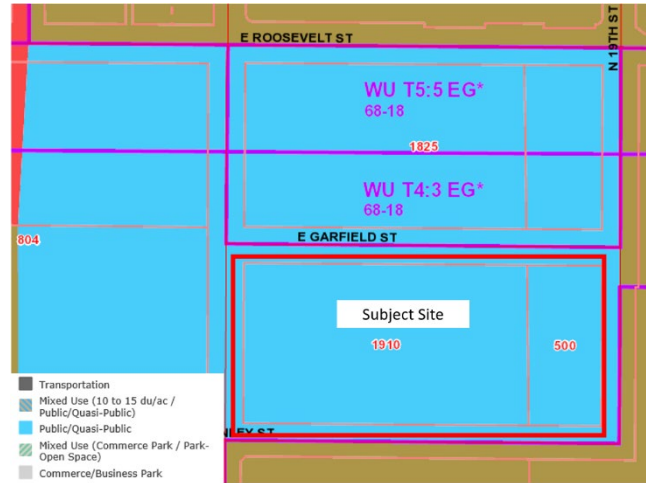 E ROOSEVELT ST
N 19TH ST
WU T5:5 EG*
68-18
1825
WU T4:3 EG*
68-18
E GARFIELD ST
804
Subject Site
1910
500
NLEY ST
Transportation
Mixed Use (10 to 15 du/ac /
Public/Quasi-Public)
Public/Quasi-Public
Mixed Use (Commerce Park / Park-
Open Space)
Commerce/Business Park